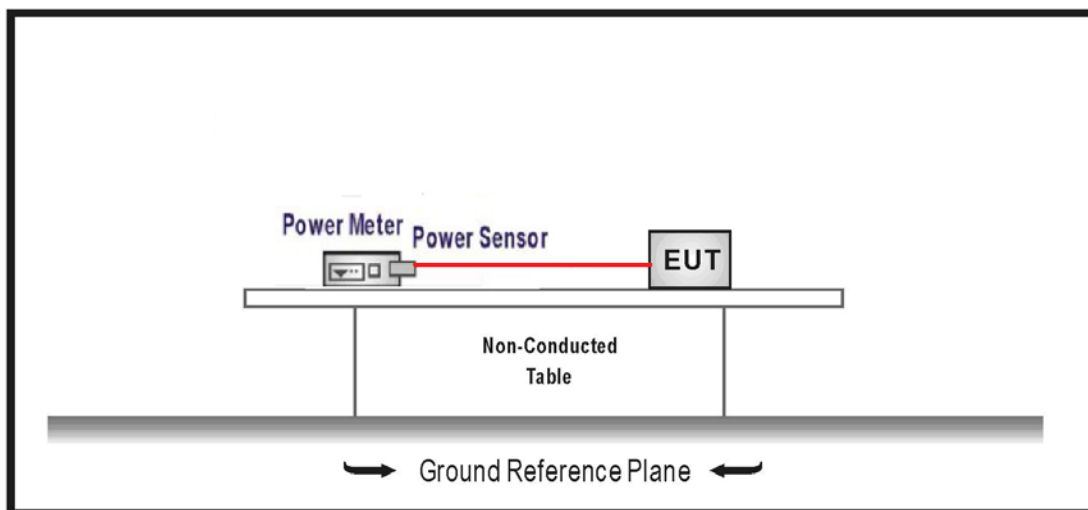 Power Meter
Power Sensor
EUT
Non-Conducted
Table
Ground Reference Plane